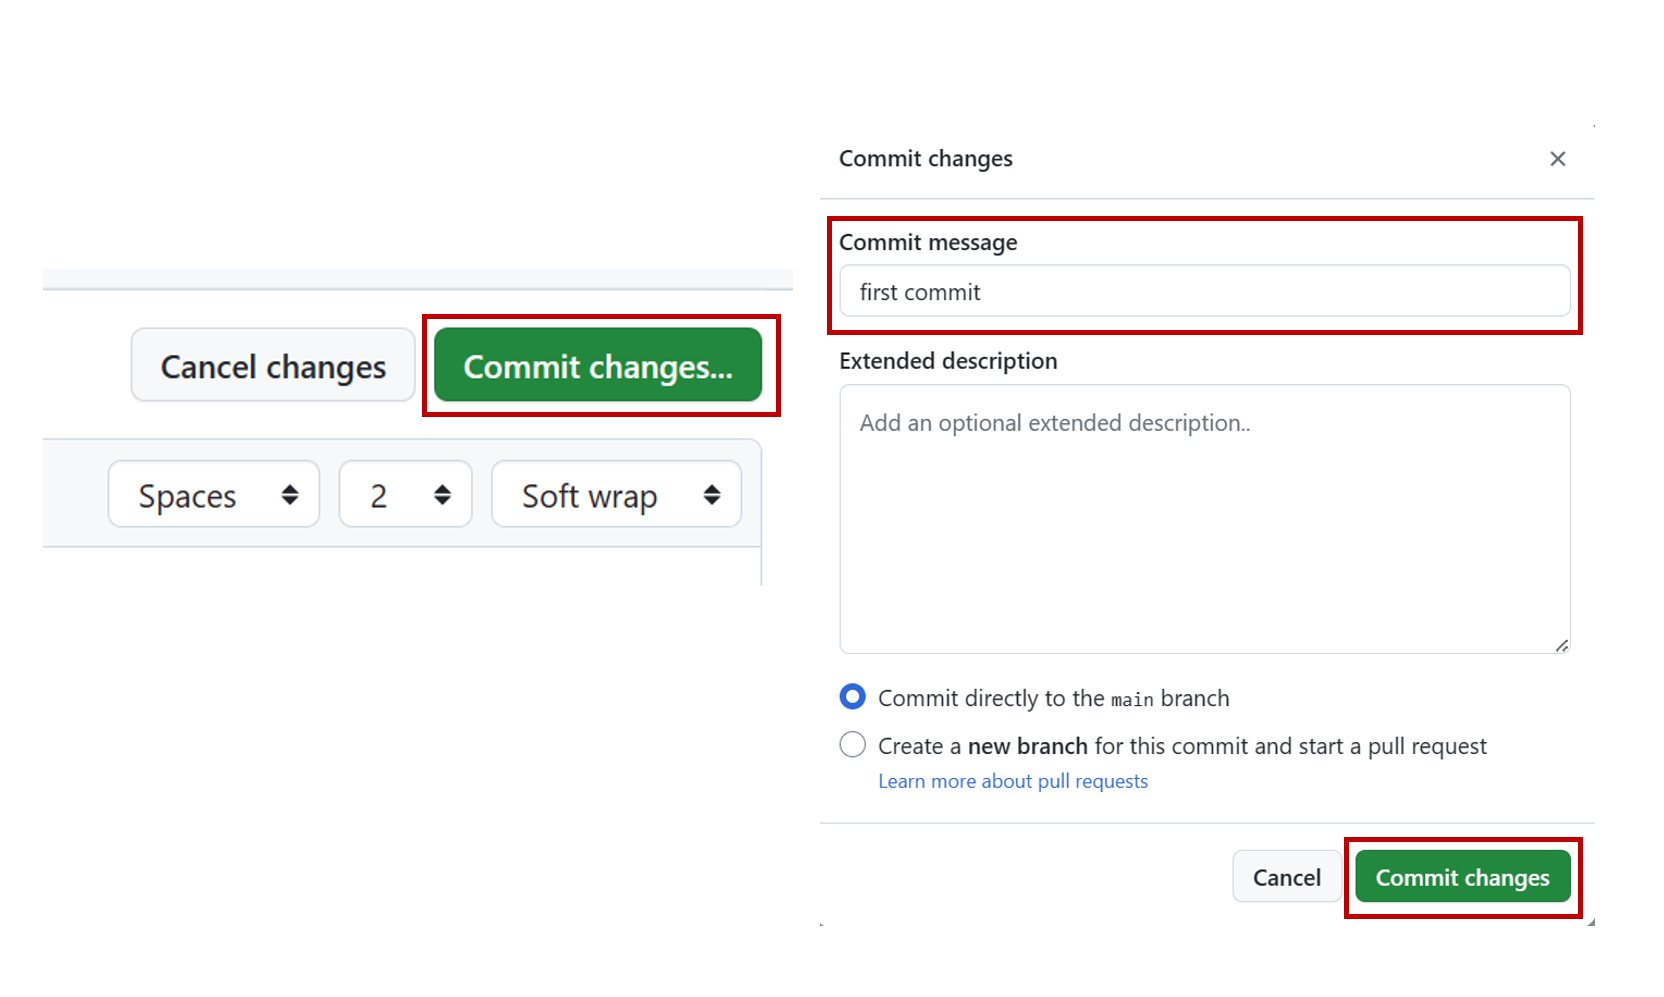 Cancel changes
Commit changes...
Spaces
2
Soft wrap
Commit changes
Commit message
first commit
Extended description
Add an optional extended description..
Commit directly to the main branch
Create a new branch for this commit and start a pull request
Learn more about pull requests
Cancel
Commit changes